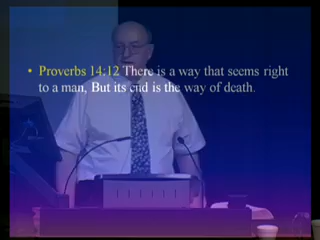 • Proverbs 14:12 There is a way that seems right
to a man, But its end is the way of death.